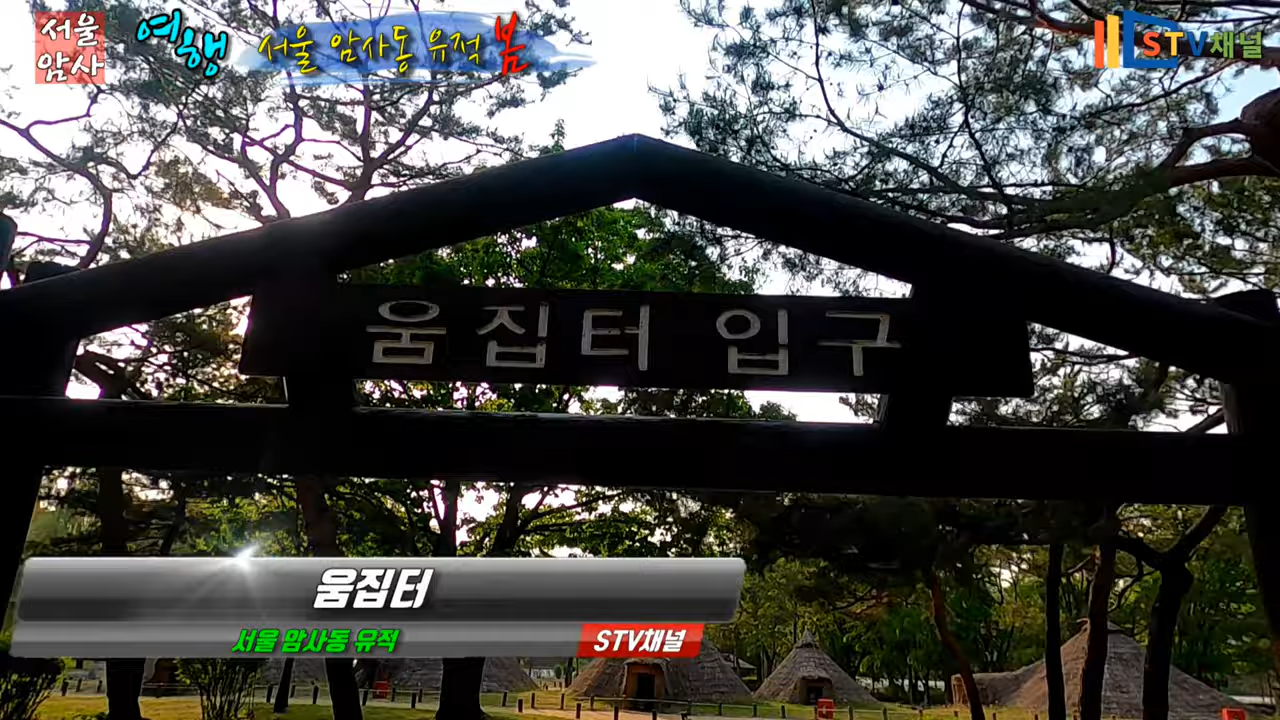 서울
암사
여행 서울 암사동 유적 봄
STV채널
움집터 입구
움집터
서울 암사동 유적
STV채널